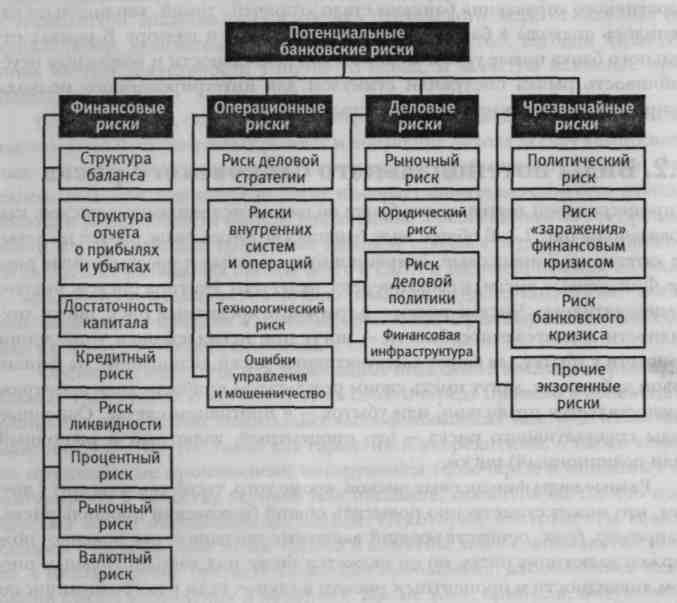 Потенциальные
банковские риски
Финансовые
риски
Структура
баланса
Структура
отчета
о прибылях
и убытках
Достаточность
капитала
Кредитный
риск
Риск
ликвидности
Процентный
риск
Рыночный
риск
Валютный
риск
Операционные
риски
Риск деловой
стратегии
Риски
внутренних
систем
и операций
Технологический
риск
Ошибки
управления
и мошенничество
Деловые
риски
Рыночный
риск
Юридический
риск
Риск
деловой
политики
Финансовая
инфраструктура
Чрезвычайные
риски
Политический
риск
Риск
«заражения»
финансовым
кризисом
Риск
банковского
кризиса
Прочие
экзогенные
риски